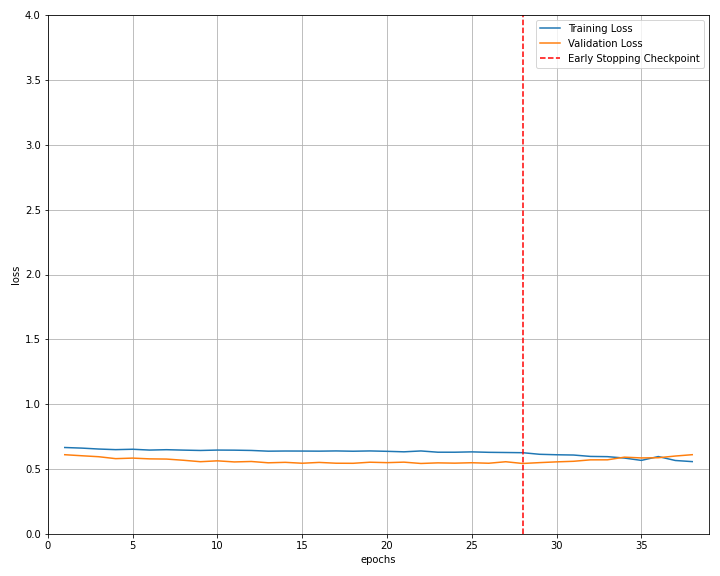 4.0
3.5
3.0
2.5
2.0
1.5
1.0
0.5
0.0
loss
Training Loss
Validation Loss
Early Stopping Checkpoint
0 5 10 15 20 25 30 35
epochs